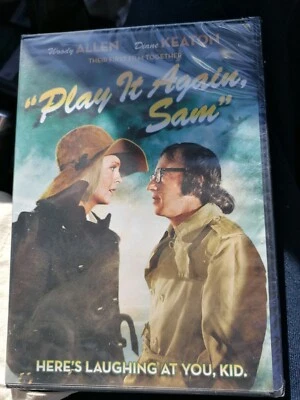 Woody ALLEN Diane KEATON
THEIR FIRST FILM TOGETHER
"Play It Again,
Sam"
HERE'S LAUGHING AT YOU, KID.